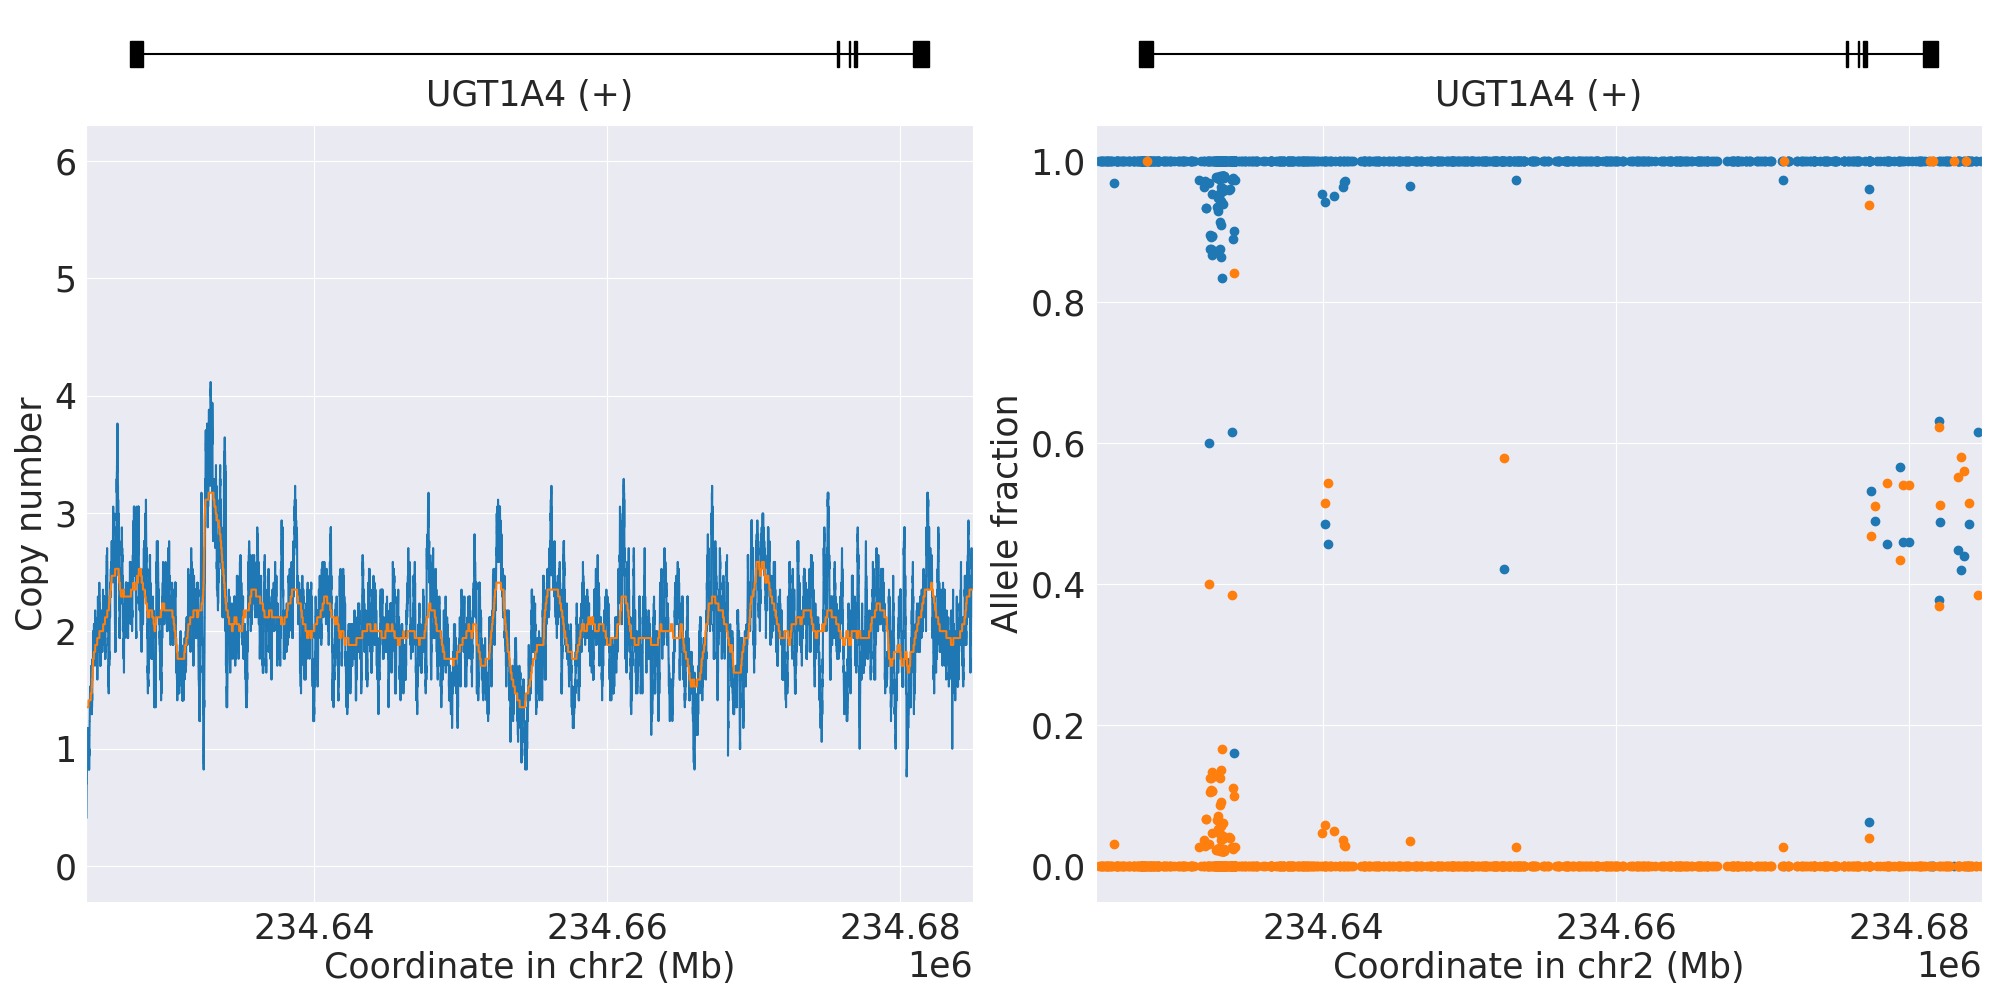 UGT1A4 (+)
UGT1A4 (+)
Copy number
6
5
4
3
2
1
0
234.64
234.66
234.68
1e6
Coordinate in chr2 (Mb)
Allele fraction
1.0
0.8
0.6
0.4
0.2
0.0
234.64
234.66
234.68
1e6
Coordinate in chr2 (Mb)